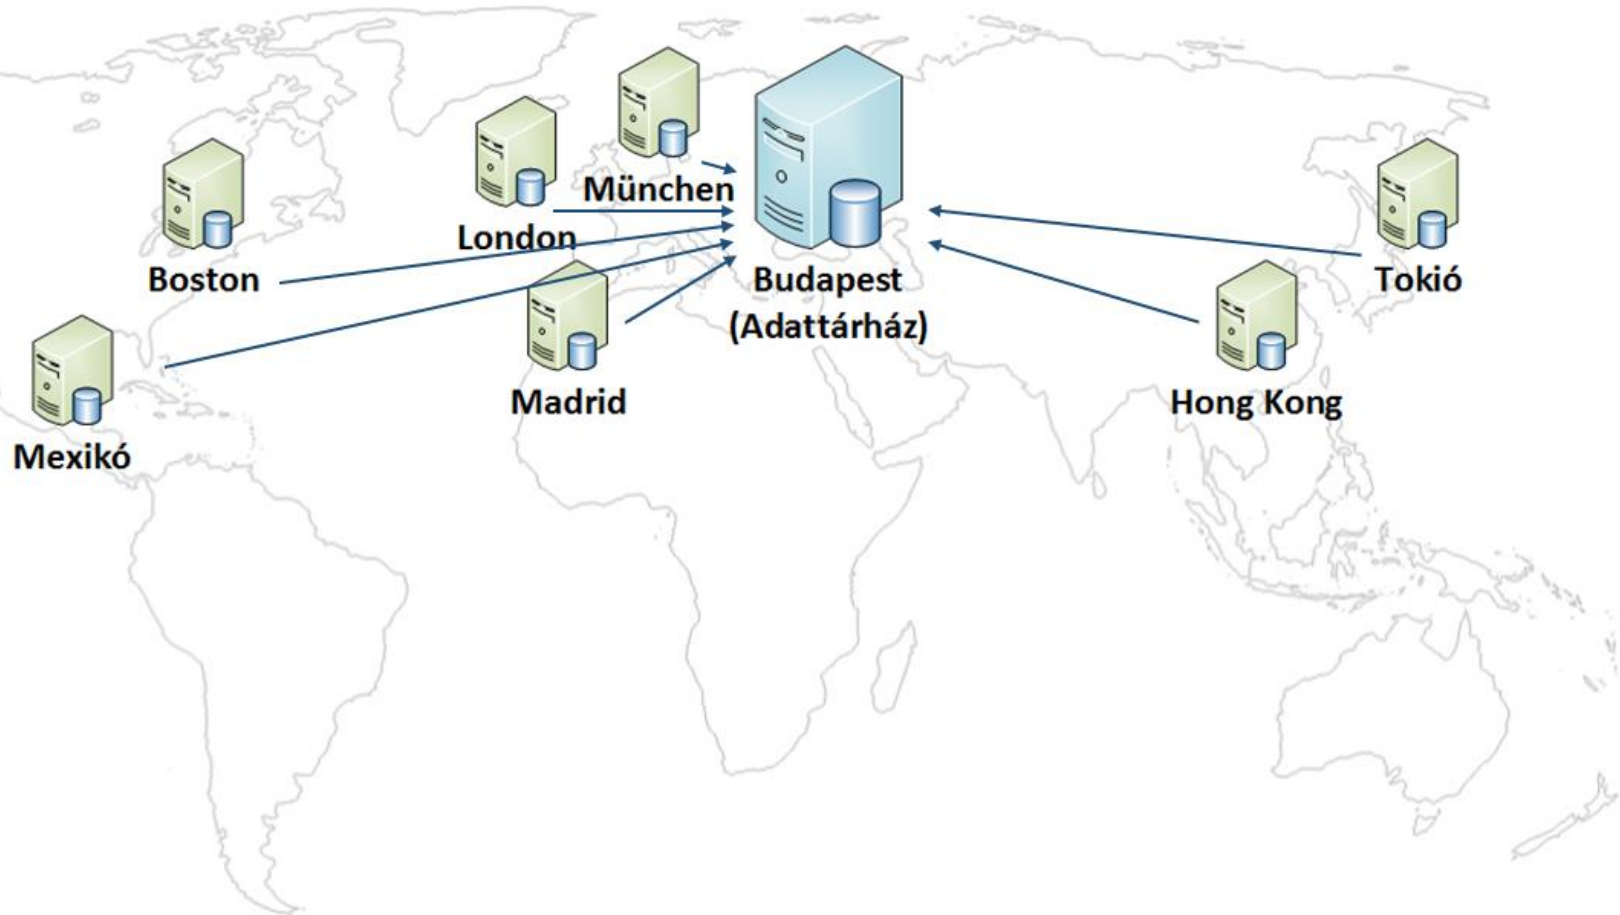 München
London
Boston
Budapest
(Adattárház)
Tokió
Madrid
Hong Kong
Mexikó